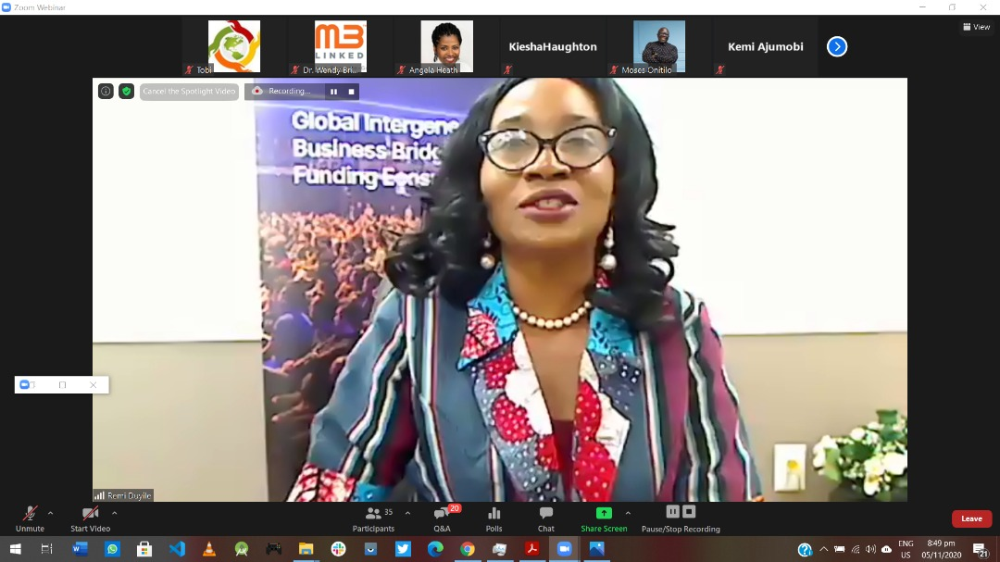 Zoom Webinar
View
M3
LINKED
KieshaHaughton
Kemi Ajumobi
Tobi
Dr. Wendy Bri...
Angela Heath
Moses Onitilo
Cancel the Spotlight Video
Recording...
Global Intergene
Business Bridg
Funding
Remi Duyile
35
20
Unmute
Start Video
Participants
Q&A
Polls
Chat
Share Screen
Pause/Stop Recording
Leave
ENG
US
8:49 pm
05/11/2020
21